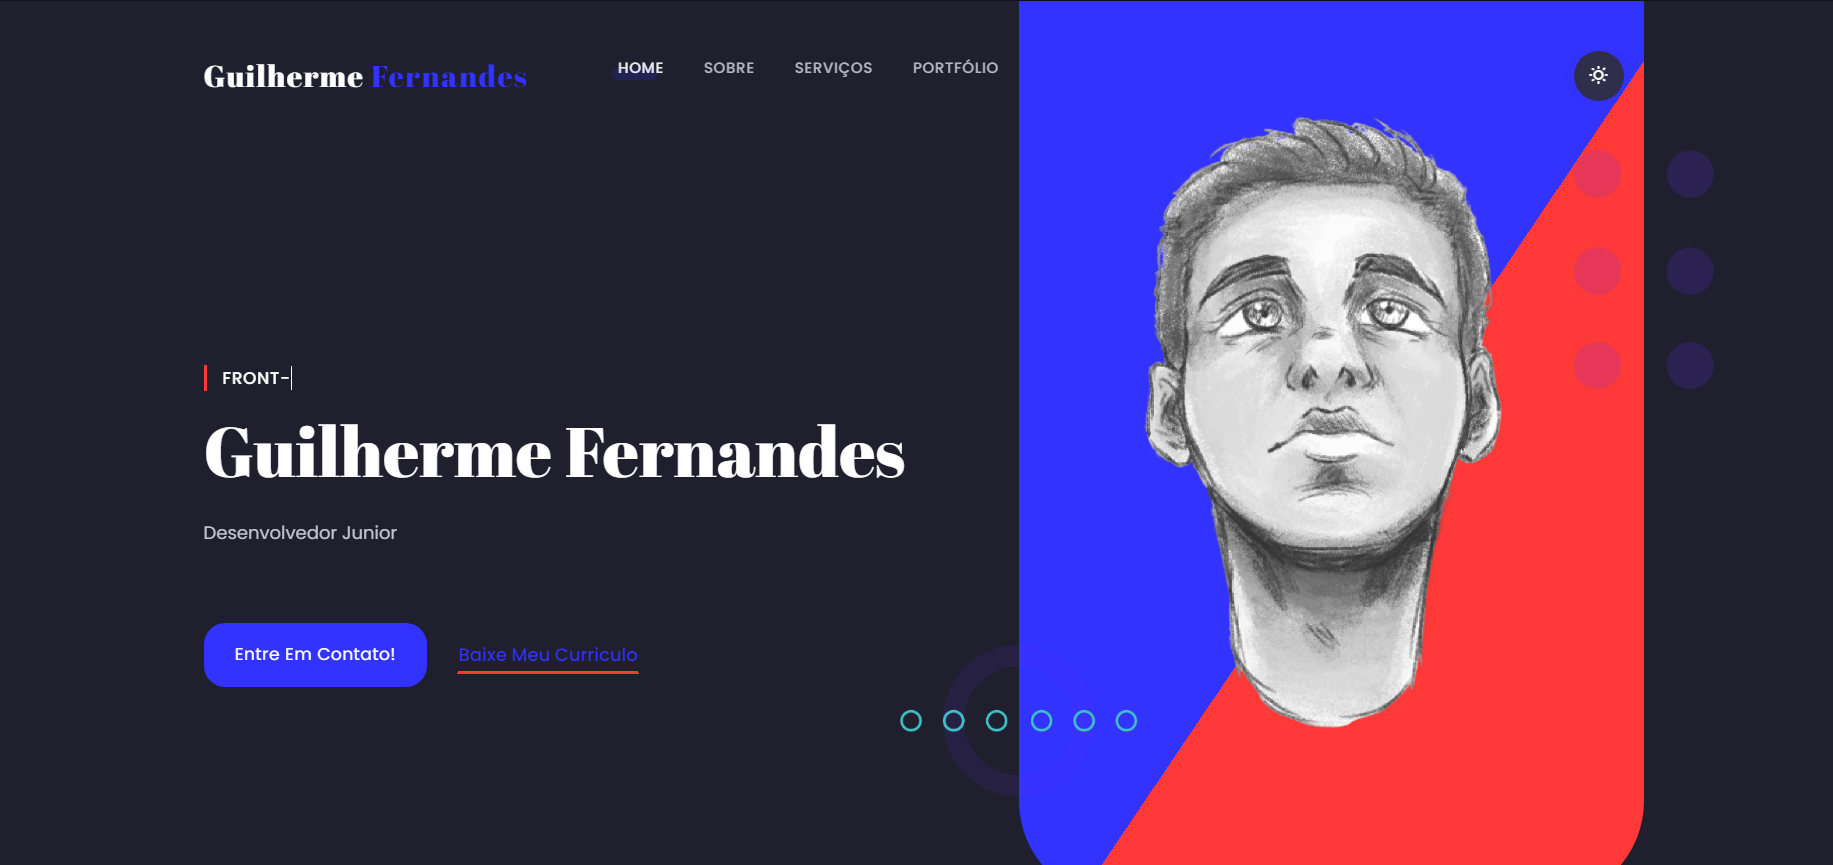 Guilherme Fernandes
HOME SOBRE SERVIÇOS PORTFÓLIO
FRONT-
Guilherme Fernandes
Desenvolvedor Junior
Entre Em Contato! Baixe Meu Curriculo